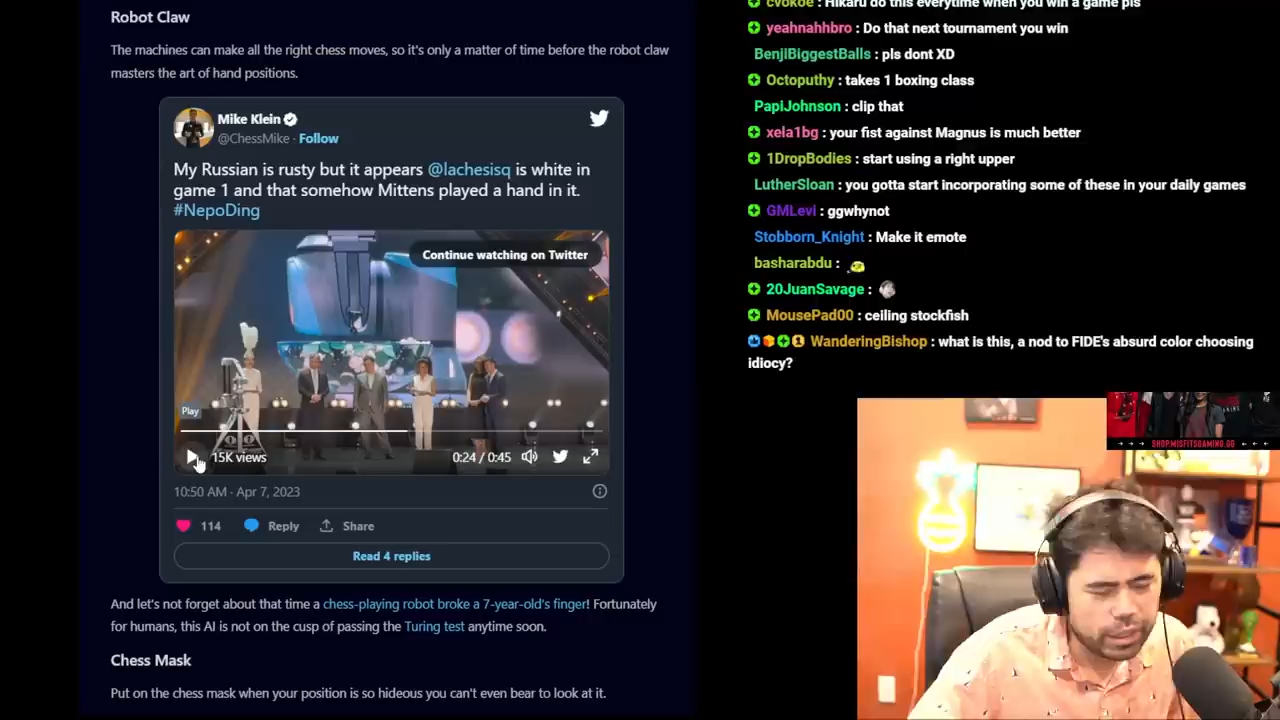 Robot Claw
The machines can make all the right chess moves, so it's only a matter of time before the robot claw
masters the art of hand positions.
Mike Klein
@ChessMike · Follow
My Russian is rusty but it appears @lachesisq is white in
game 1 and that somehow Mittens played a hand in it.
#NepoDing
Continue watching on Twitter
Play
15K views
0:24 / 0:45
10:50 AM · Apr 7, 2023
114
Reply
Share
Read 4 replies
And let's not forget about that time a chess-playing robot broke a 7-year-old's finger! Fortunately
for humans, this AI is not on the cusp of passing the Turing test anytime soon.
Chess Mask
Put on the chess mask when your position is so hideous you can't even bear to look at it.
cvokoe : Hikaru do this everytime when you win a game pls
yeahnahhbro : Do that next tournament you win
BenjiBiggestBalls : pls dont XD
Octoputhy : takes 1 boxing class
PapiJohnson : clip that
xela1bg : your fist against Magnus is much better
1DropBodies : start using a right upper
LutherSloan : you gotta start incorporating some of these in your daily games
GMLevi : ggwhynot
Stobborn_Knight : Make it emote
basharabdu :
20JuanSavage :
MousePad00 : ceiling stockfish
WanderingBishop : what is this, a nod to FIDE's absurd color choosing
idiocy?
SHOP.MISFITSGAMING.GG